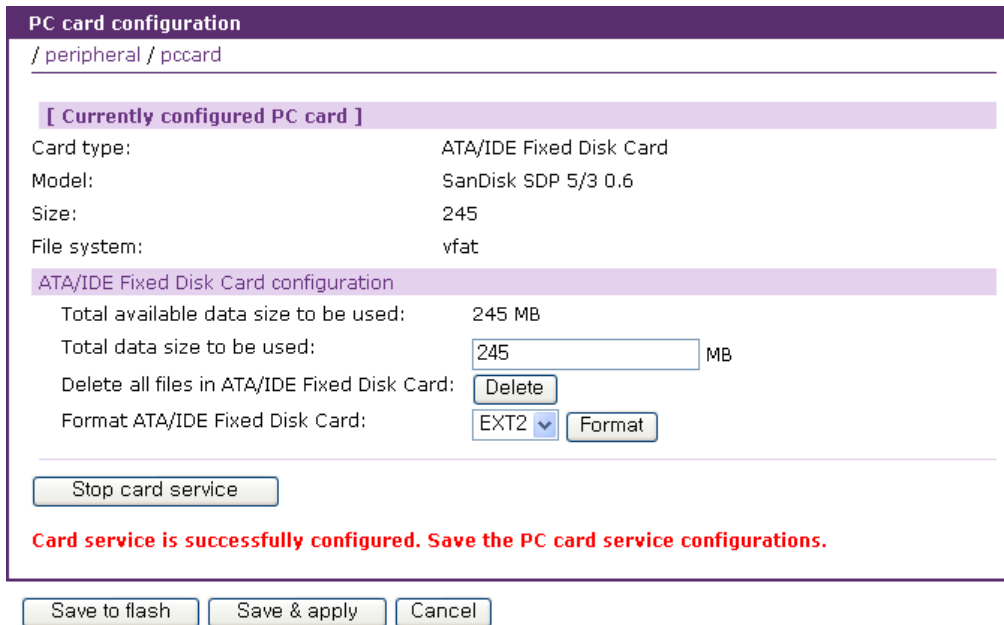 PC card configuration
/ peripheral / pccard
[ Currently configured PC card ]
Card type: ATA/IDE Fixed Disk Card
Model: SanDisk SDP 5/3 0.6
Size: 245
File system: vfat
ATA/IDE Fixed Disk Card configuration
Total available data size to be used: 245 MB
Total data size to be used: 245 MB
Delete all files in ATA/IDE Fixed Disk Card: Delete
Format ATA/IDE Fixed Disk Card: EXT2 Format
Stop card service
Card service is successfully configured. Save the PC card service configurations.
Save to flash Save & apply Cancel